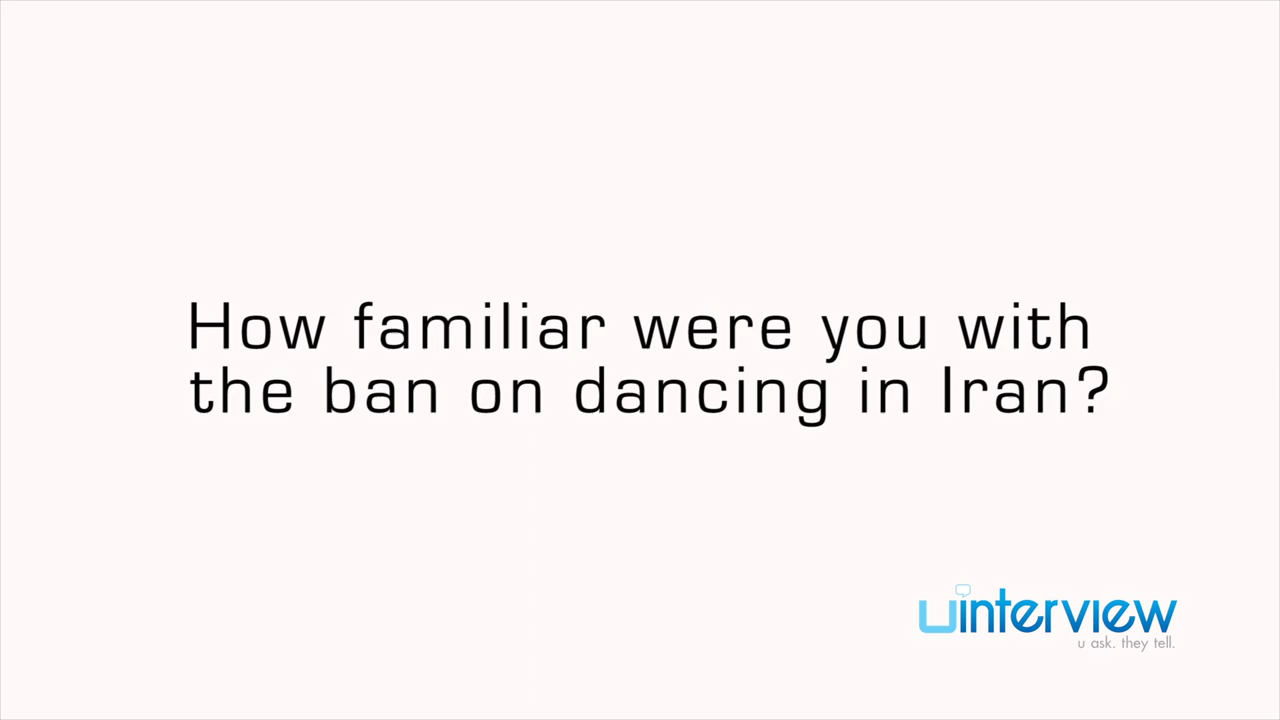 How familiar were you with
the ban on dancing in Iran?
uinterview
u ask. they tell.